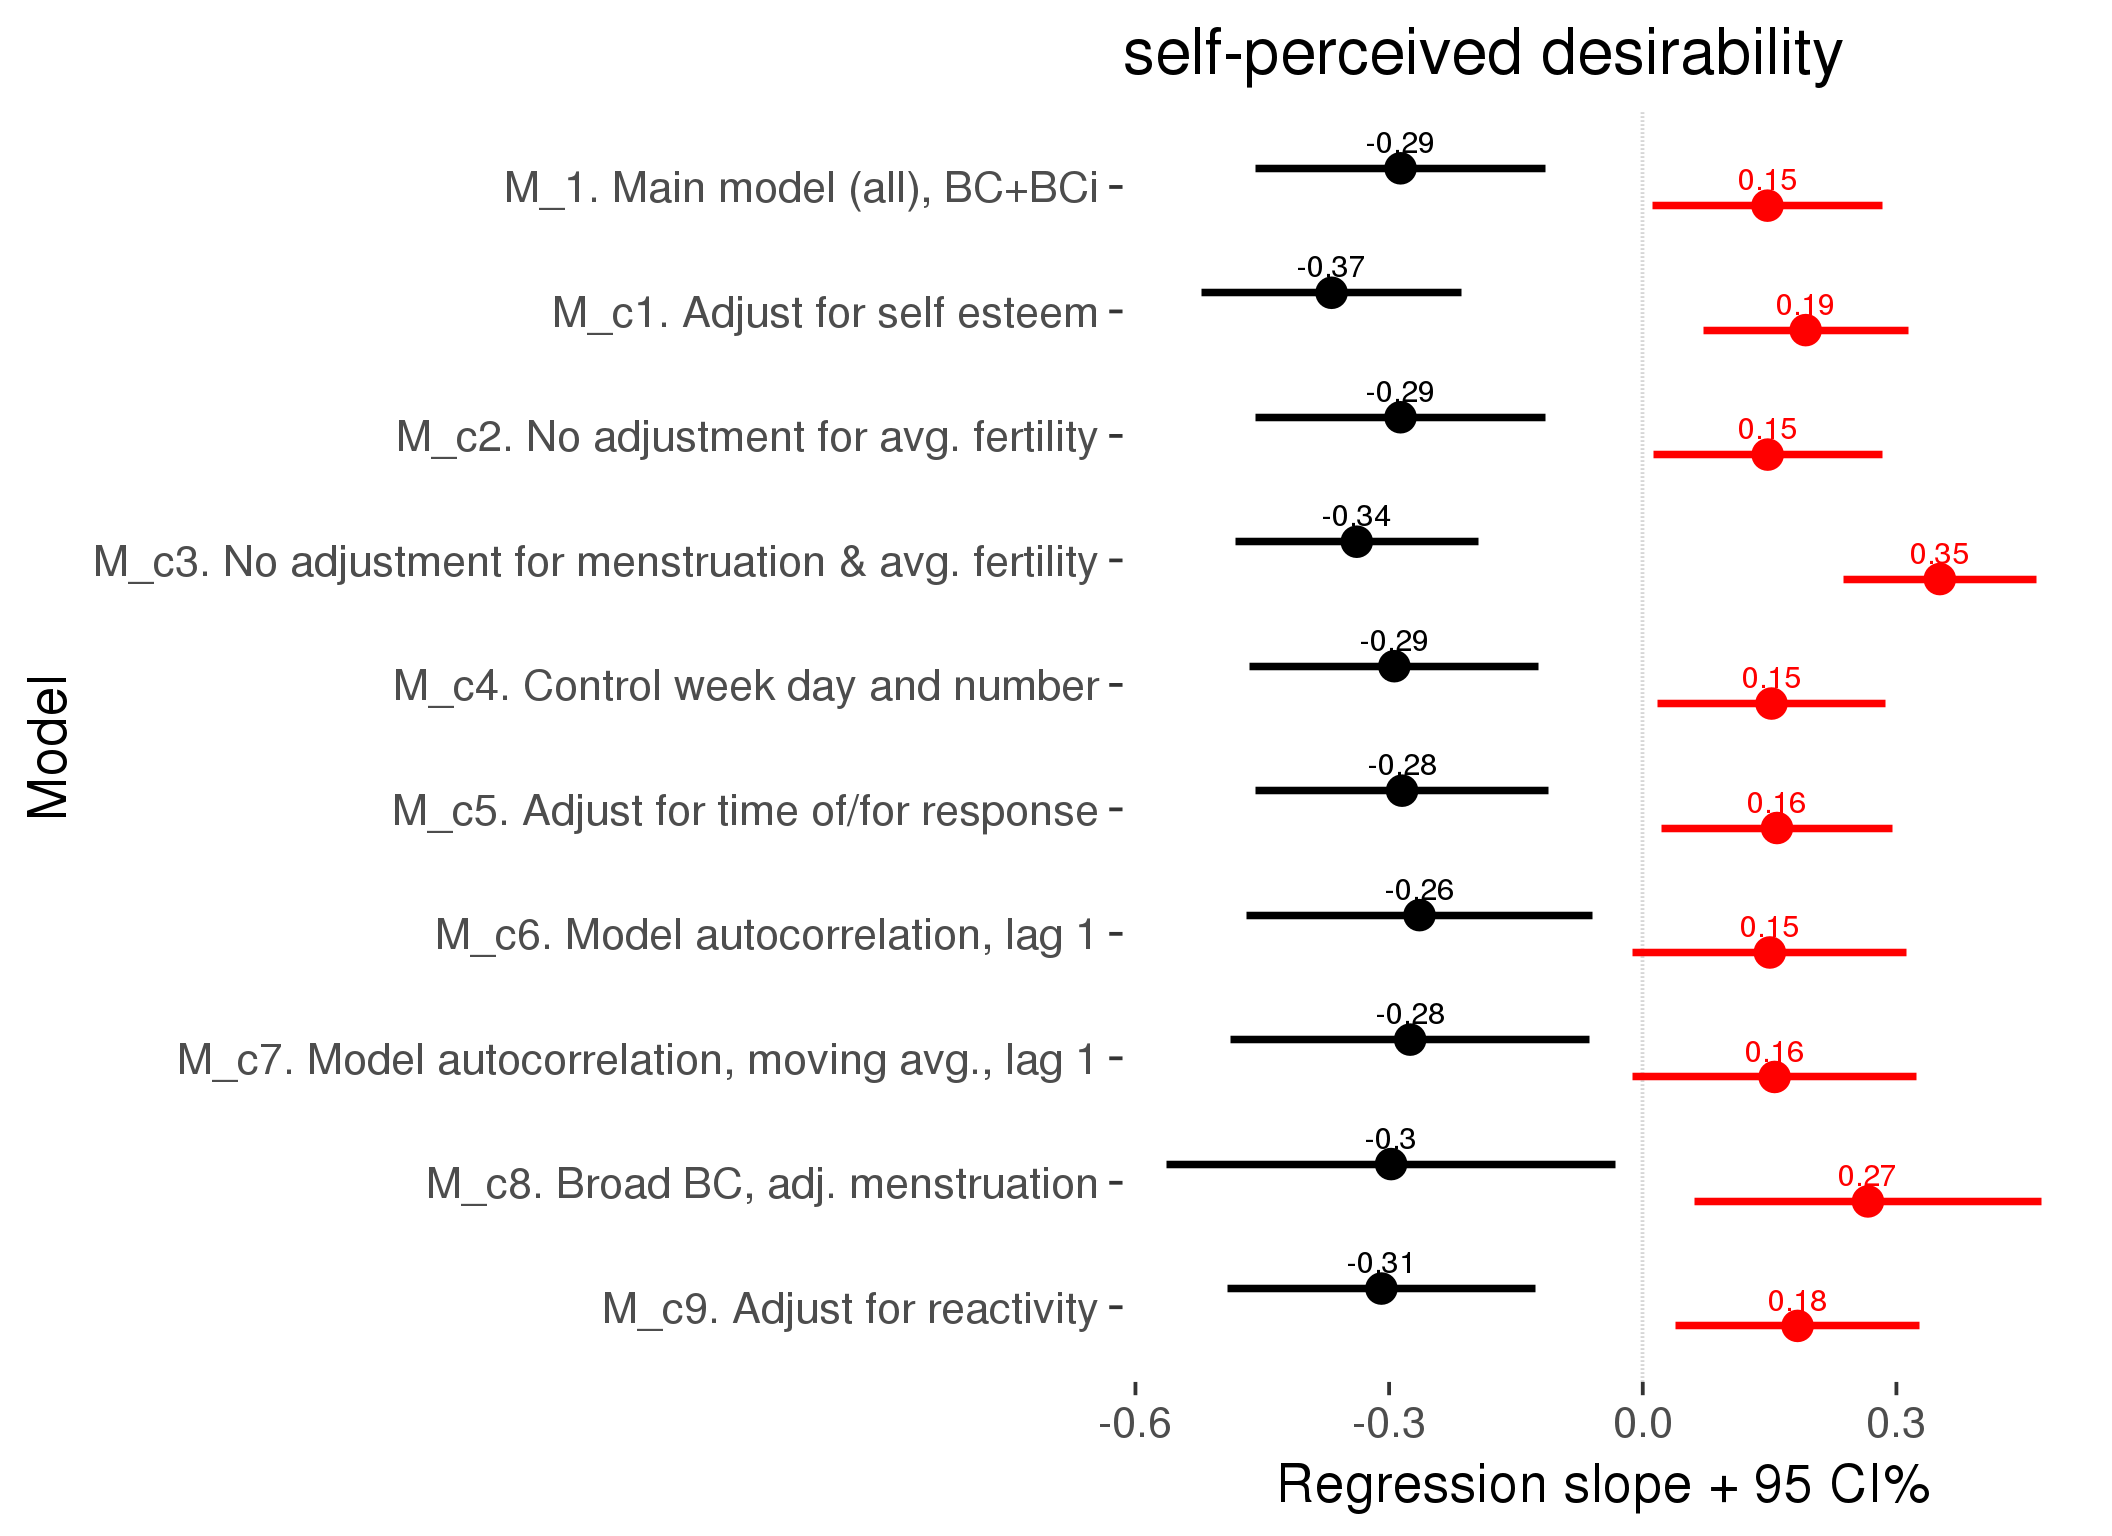 self-perceived desirability
Model
M_1. Main model (all), BC+BCi
-0.29
0.15
M_c1. Adjust for self esteem
-0.37
0.19
M_c2. No adjustment for avg. fertility
-0.29
0.15
M_c3. No adjustment for menstruation & avg. fertility
-0.34
0.35
M_c4. Control week day and number
-0.29
0.15
M_c5. Adjust for time of/for response
-0.28
0.16
M_c6. Model autocorrelation, lag 1
-0.26
0.15
M_c7. Model autocorrelation, moving avg., lag 1
-0.28
0.16
M_c8. Broad BC, adj. menstruation
-0.3
0.27
M_c9. Adjust for reactivity
-0.31
0.18
-0.6 -0.3 0.0 0.3
Regression slope + 95 CI%